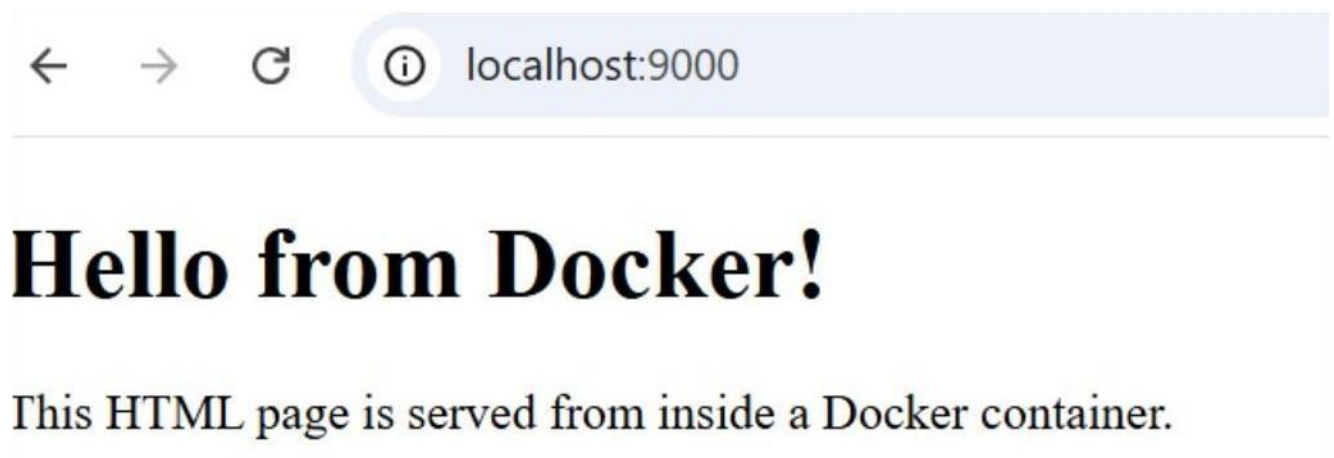 localhost:9000
Hello from Docker!
This HTML page is served from inside a Docker container.